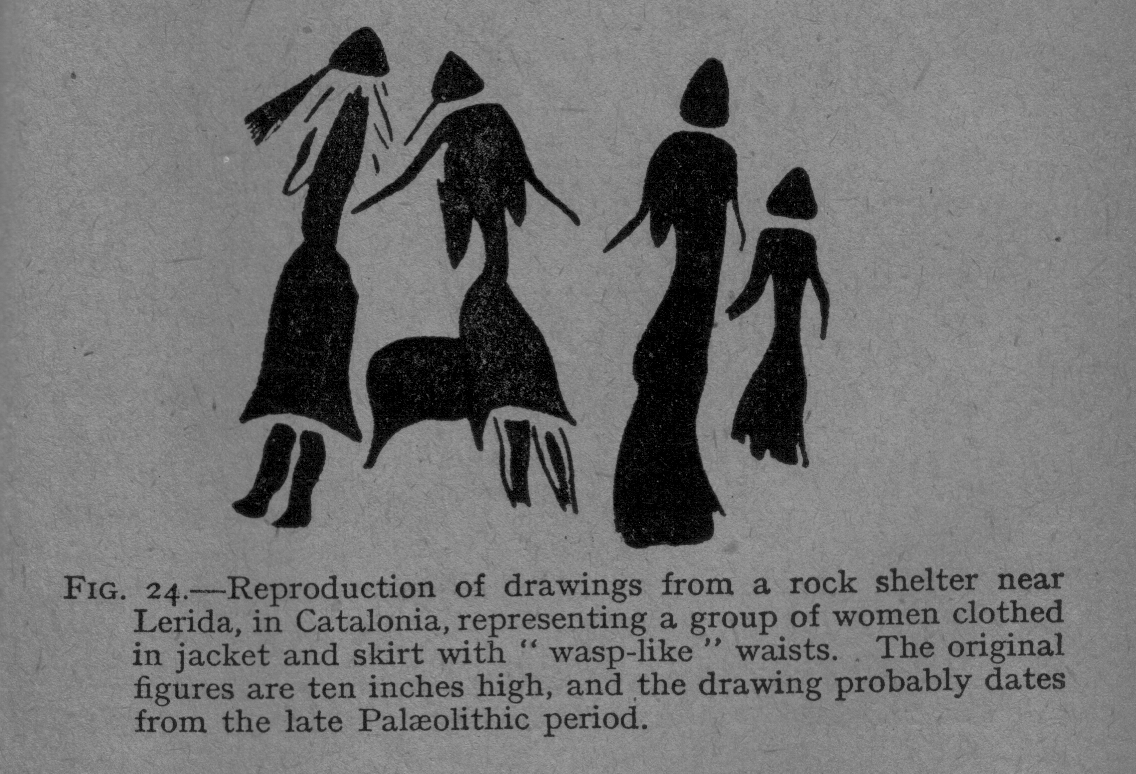 Fig. 24.—Reproduction of drawings from a rock shelter near
Lerida, in Catalonia, representing a group of women clothed
in jacket and skirt with “ wasp-like ” waists. The original
figures are ten inches high, and the drawing probably dates
from the late Palæolithic period.